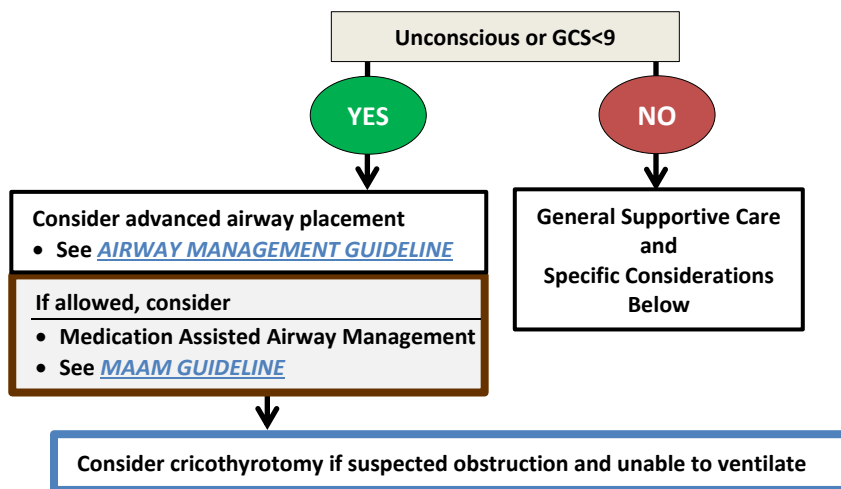 Unconscious or GCS<9
YES
NO
Consider advanced airway placement
• See AIRWAY MANAGEMENT GUIDELINE
If allowed, consider
• Medication Assisted Airway Management
• See MAAM GUIDELINE
General Supportive Care
and
Specific Considerations
Below
Consider cricothyrotomy if suspected obstruction and unable to ventilate